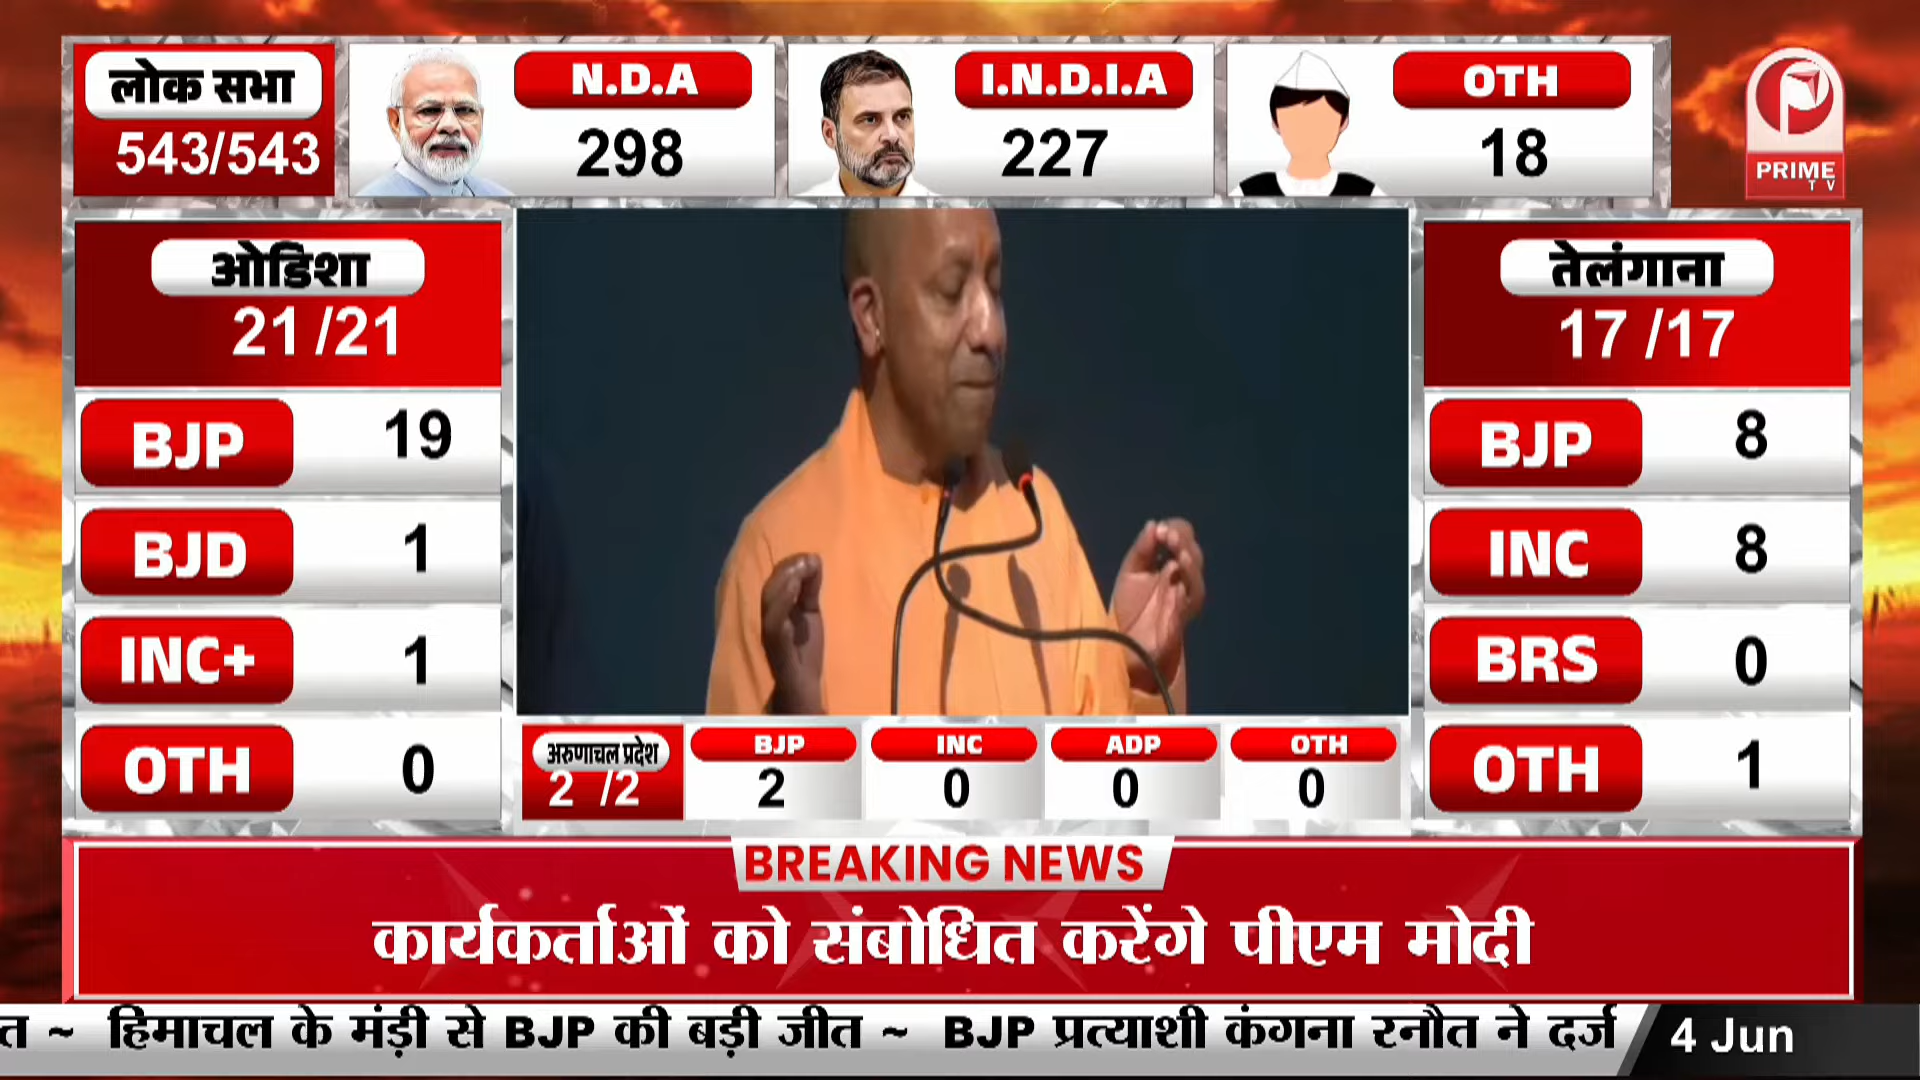 लोक सभा
543/543
N.D.A
298
I.N.D.I.A
227
OTH
18
PRIME
TV
ओडिशा
21 /21
BJP 19
BJD 1
INC+ 1
OTH 0
तेलंगाना
17 /17
BJP 8
INC 8
BRS 0
OTH 1
अरुणाचल प्रदेश
2 /2
BJP
2
INC
0
ADP
0
OTH
0
BREAKING NEWS
कार्यकर्ताओं को संबोधित करेंगे पीएम मोदी
त ~ हिमाचल के मंड़ी से BJP की बड़ी जीत ~ BJP प्रत्याशी कंगना रनौत ने दर्ज
4 Jun